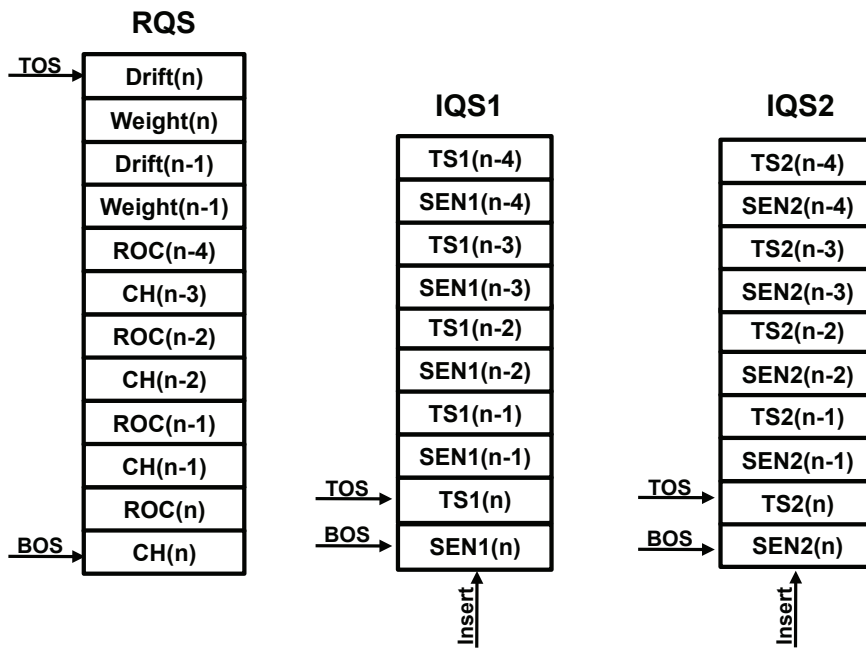 RQS
TOS
Drift(n)
Weight(n)
Drift(n-1)
Weight(n-1)
ROC(n-4)
CH(n-3)
ROC(n-2)
CH(n-2)
ROC(n-1)
CH(n-1)
ROC(n)
BOS
CH(n)
IQS1
TS1(n-4)
SEN1(n-4)
TS1(n-3)
SEN1(n-3)
TS1(n-2)
SEN1(n-2)
TS1(n-1)
SEN1(n-1)
TOS
TS1(n)
BOS
SEN1(n)
Insert
IQS2
TS2(n-4)
SEN2(n-4)
TS2(n-3)
SEN2(n-3)
TS2(n-2)
SEN2(n-2)
TS2(n-1)
SEN2(n-1)
TOS
TS2(n)
BOS
SEN2(n)
Insert